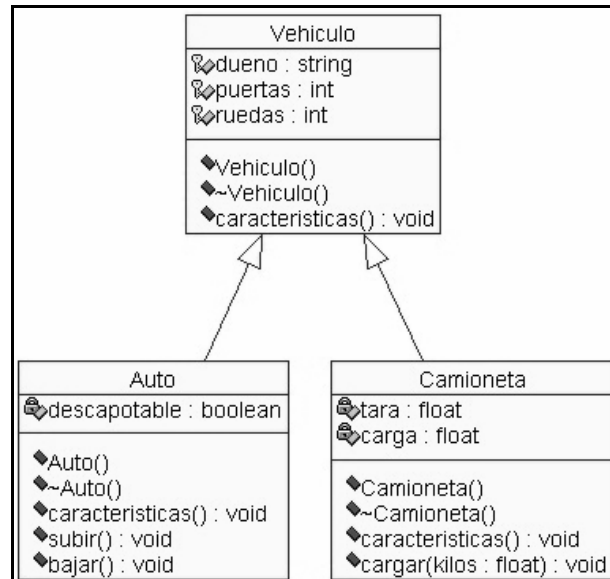 Vehiculo
dueno : string
puertas : int
ruedas : int
Vehiculo()
~Vehiculo()
caracteristicas() : void
Auto
descapotable : boolean
Auto()
~Auto()
caracteristicas() : void
subir() : void
bajar() : void
Camioneta
tara : float
carga : float
Camioneta()
~Camioneta()
caracteristicas() : void
cargar(kilos : float) : void